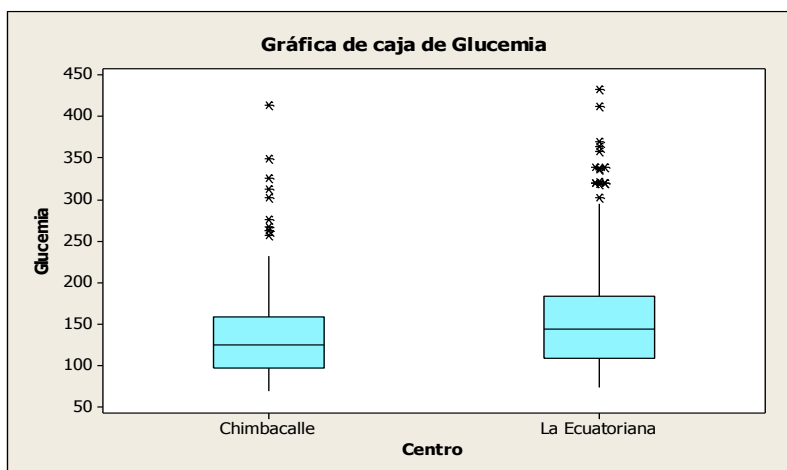 Gráfica de caja de Glucemia
Glucemia
450
400
350
300
250
200
150
100
50
Chimbacalle
La Ecuatoriana
Centro